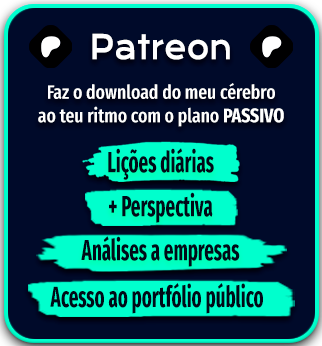 Patreon
Faz o download do meu cérebro
ao teu ritmo com o plano PASSIVO
Lições diárias
+ Perspectiva
Análises a empresas
Acesso ao portfólio público